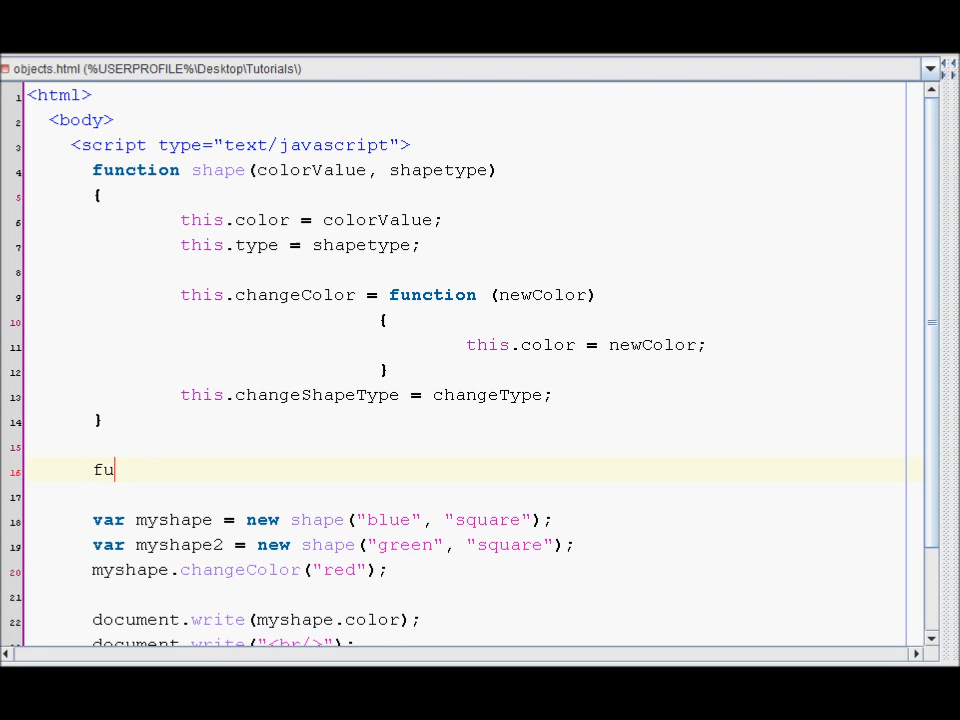 objects.html (%USERPROFILE%\Desktop\Tutorials\)
1 <html>
2 <body>
3 <script type="text/javascript">
4 function shape(colorValue, shapetype)
5 {
6 this.color = colorValue;
7 this.type = shapetype;
8
9 this.changeColor = function (newColor)
10 {
11 this.color = newColor;
12 }
13 this.changeShapeType = changeType;
14 }
15
16 fu
17
18 var myshape = new shape("blue", "square");
19 var myshape2 = new shape("green", "square");
20 myshape.changeColor("red");
21
22 document.write(myshape.color);
document.write("<br/>");